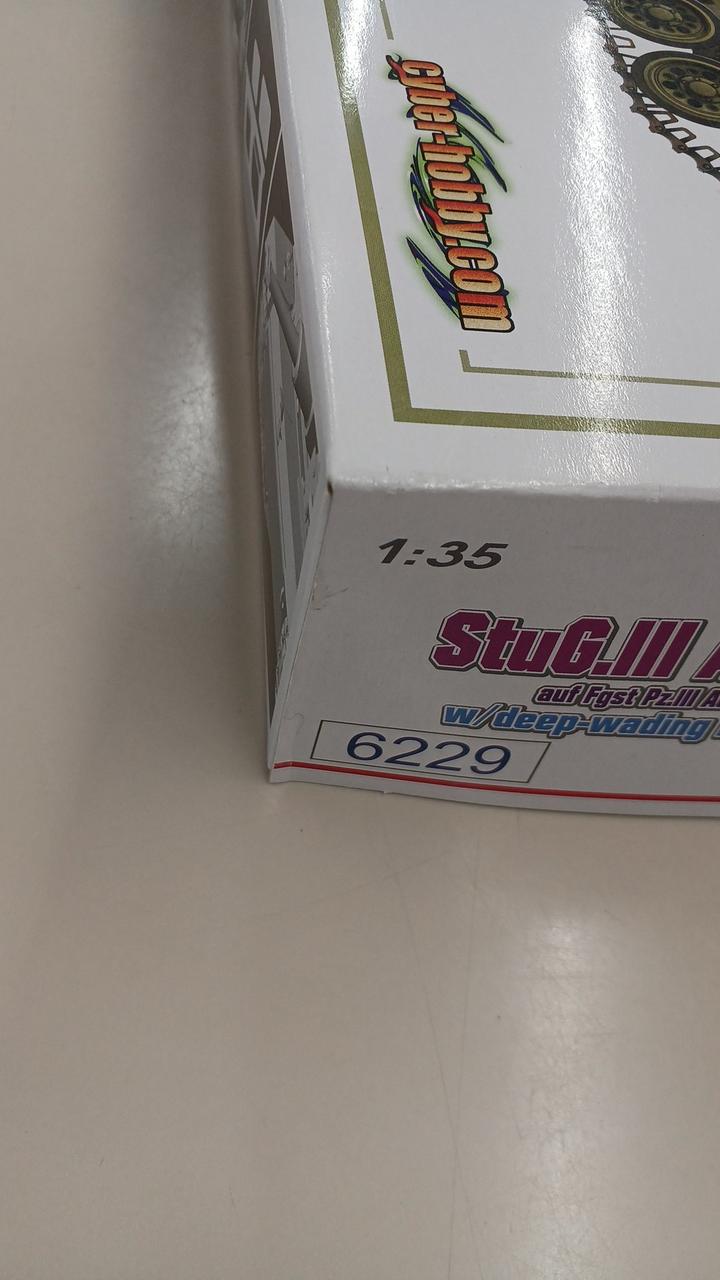 cyber-hobby.com
1:35
StuG.III
auf Fgst Pz.III
w/deep-wading
6229